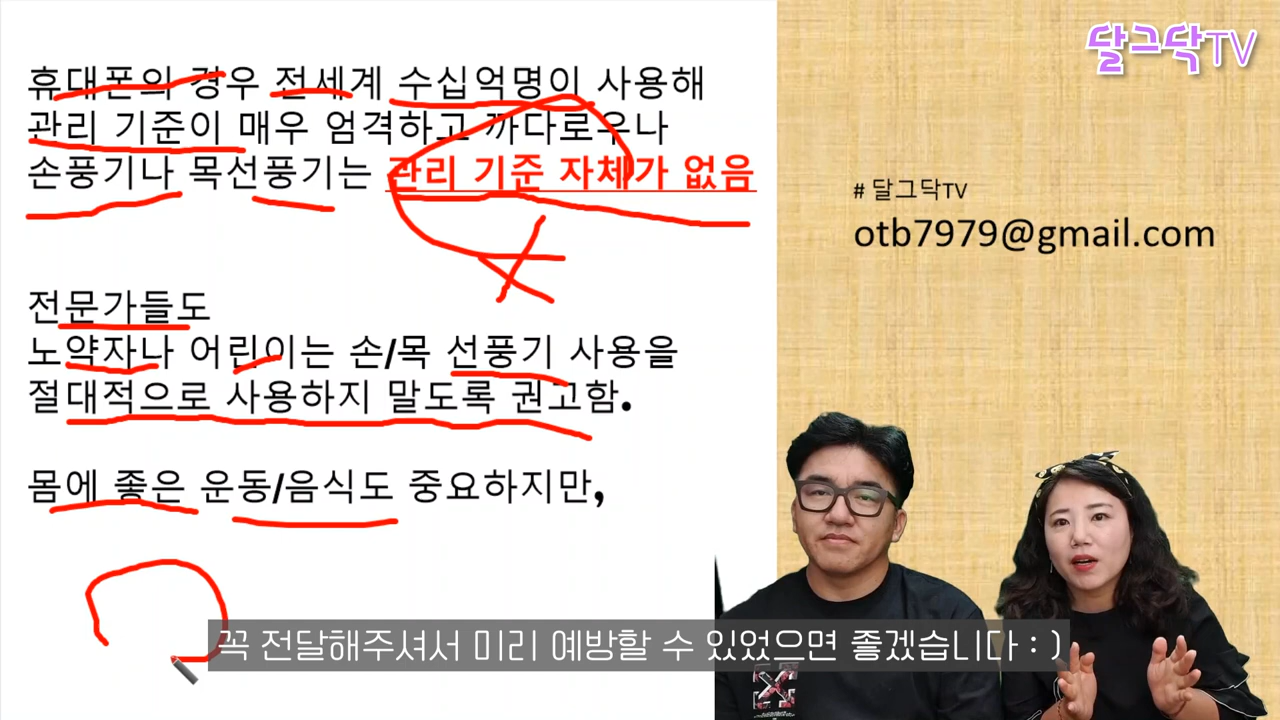 달그닥TV
휴대폰의 경우 전세계 수십억명이 사용해
관리 기준이 매우 엄격하고 까다로우나
손풍기나 목선풍기는 관리 기준 자체가 없음
전문가들도
노약자나 어린이는 손/목 선풍기 사용을
절대적으로 사용하지 말도록 권고함.
몸에 좋은 운동/음식도 중요하지만,
# 달그닥TV
otb7979@gmail.com
꼭 전달해주셔서 미리 예방할 수 있었으면 좋겠습니다 : )